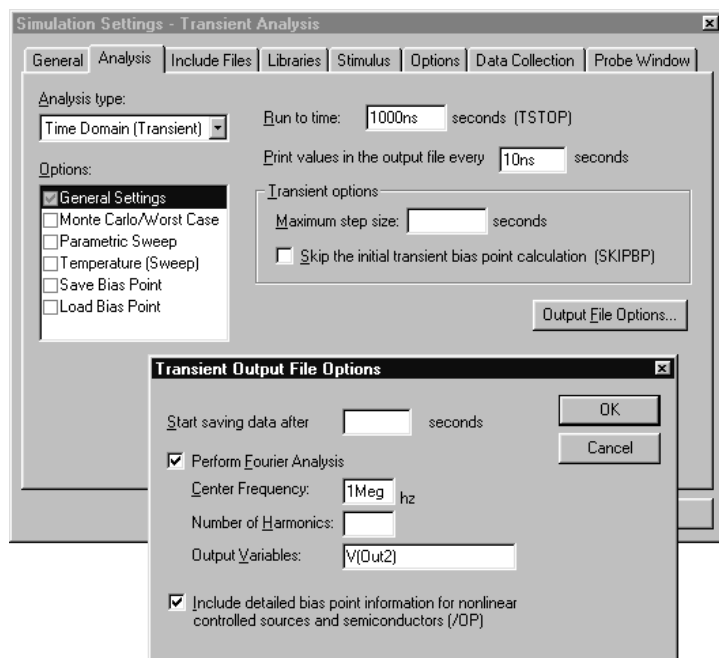 Simulation Settings - Transient Analysis
General Analysis Include Files Libraries Stimulus Options Data Collection Probe Window
Analysis type:
Time Domain (Transient)
Run to time: 1000ns seconds (TSTOP)
Print values in the output file every 10ns seconds
Options:
General Settings
Monte Carlo/Worst Case
Parametric Sweep
Temperature (Sweep)
Save Bias Point
Load Bias Point
Transient options
Maximum step size: seconds
Skip the initial transient bias point calculation (SKIPBP)
Output File Options...
Transient Output File Options
Start saving data after seconds
OK
Cancel
Perform Fourier Analysis
Center Frequency: 1Meg hz
Number of Harmonics:
Output Variables: V(Out2)
Include detailed bias point information for nonlinear
controlled sources and semiconductors (/OP)